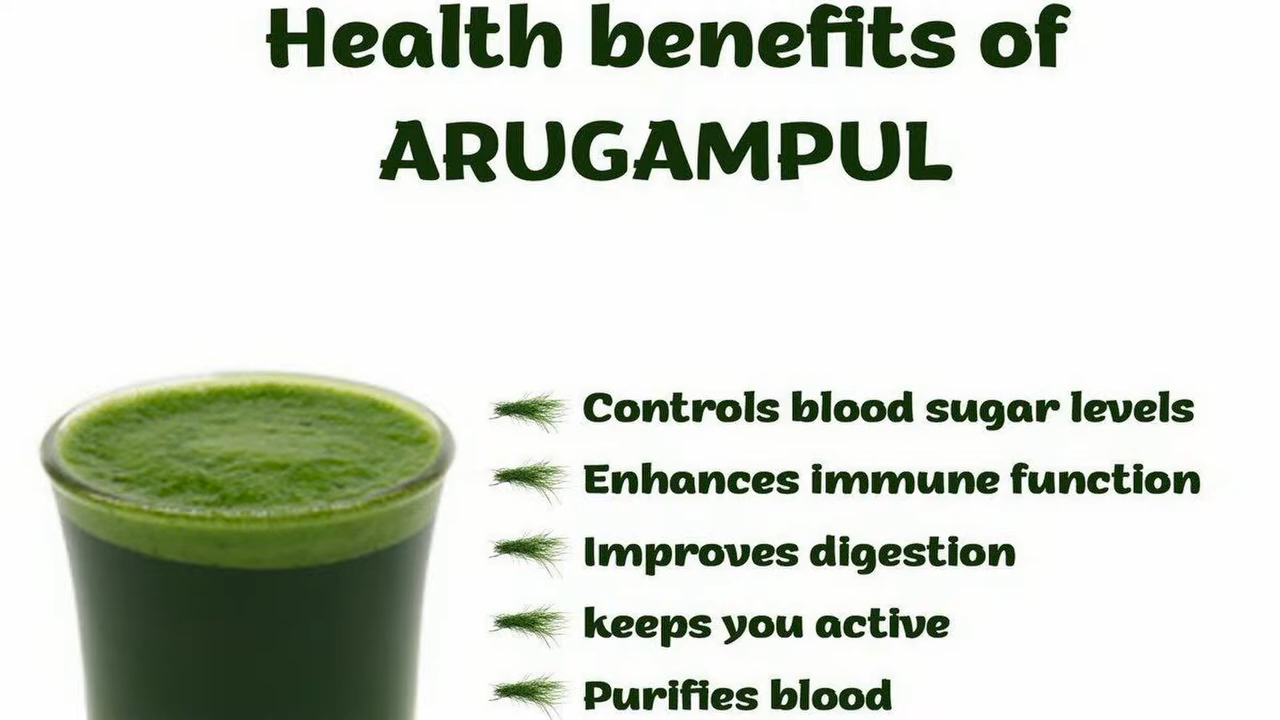 Health benefits of
ARUGAMPUL
Controls blood sugar levels
Enhances immune function
Improves digestion
keeps you active
Purifies blood